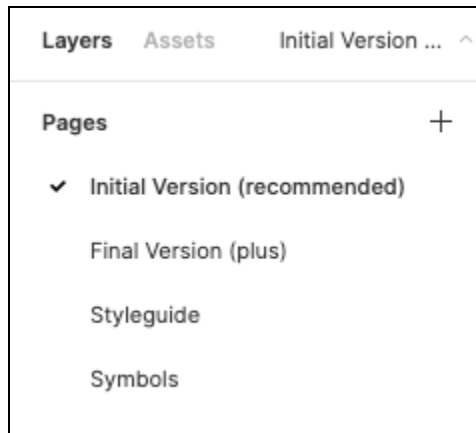 Layers Assets Initial Version ...
Pages
Initial Version (recommended)
Final Version (plus)
Styleguide
Symbols